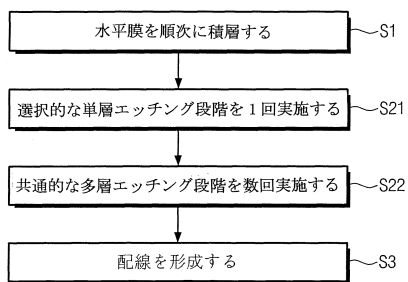 水平膜を順次に積層する
S1
選択的な単層エッチング段階を1回実施する
S21
共通的な多層エッチング段階を数回実施する
S22
配線を形成する
S3